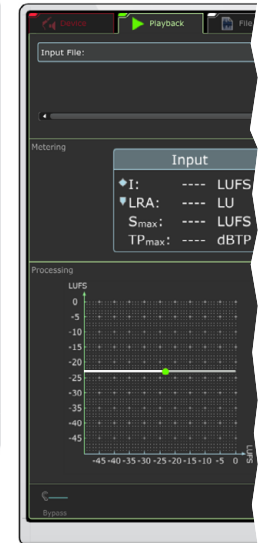 Device Playback File
Input File:
Metering
Input
I: ---- LUFS
LRA: ---- LU
Smax: ---- LUFS
TPmax: ---- dBTP
Processing
LUFS
0
-5
-10
-15
-20
-25
-30
-35
-40
-45
-45 -40 -35 -30 -25 -20 -15 -10 -5 0 LUFS
Bypass